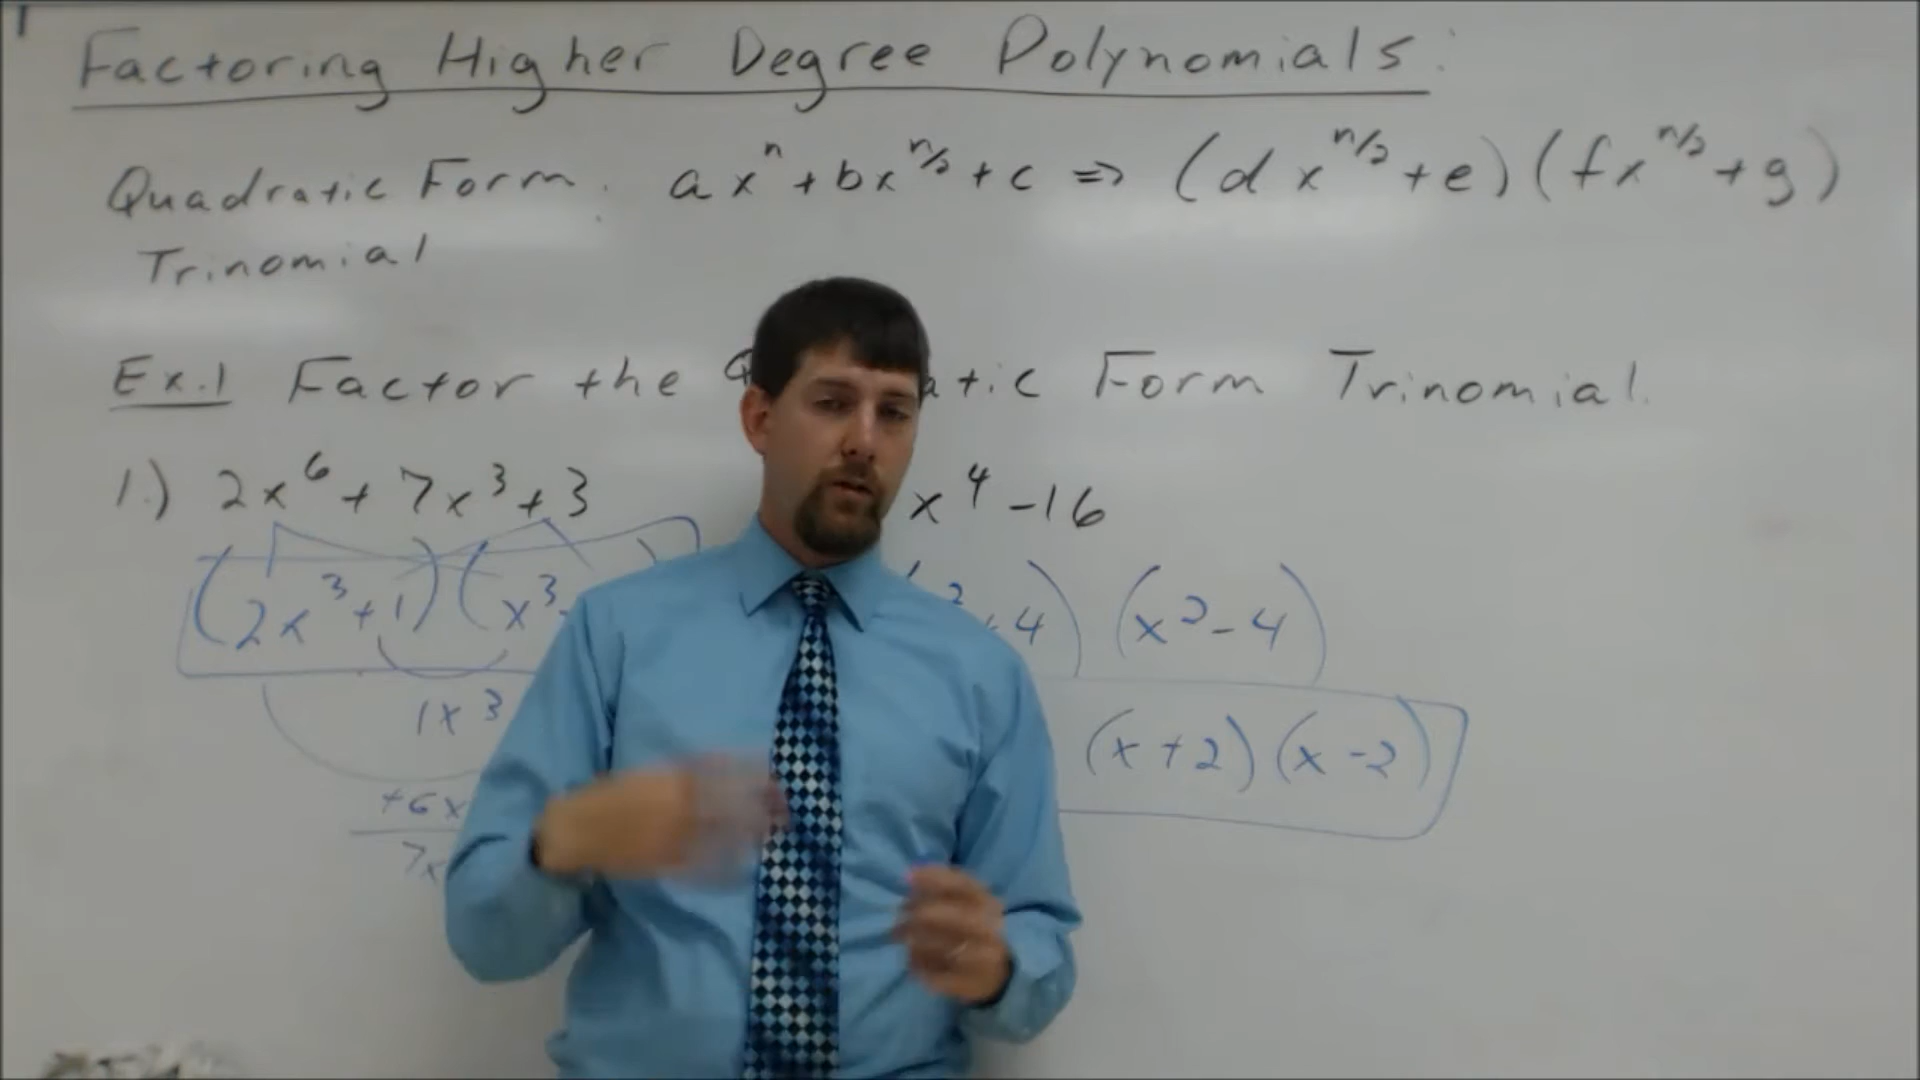 Factoring Higher Degree Polynomials:
Quadratic Form. ax^n + bx^n/2 + c ⇒ (dx^n/2 + e)(fx^n/2 + g)
Trinomial
Ex.1 Factor the Form Trinomial.
1.) 2x^6 + 7x^3 + 3
x^4 - 16
(2x^3 + 1)(x^3
4) (x^2 - 4)
1x^3
(x + 2)(x - 2)
+6x
7x